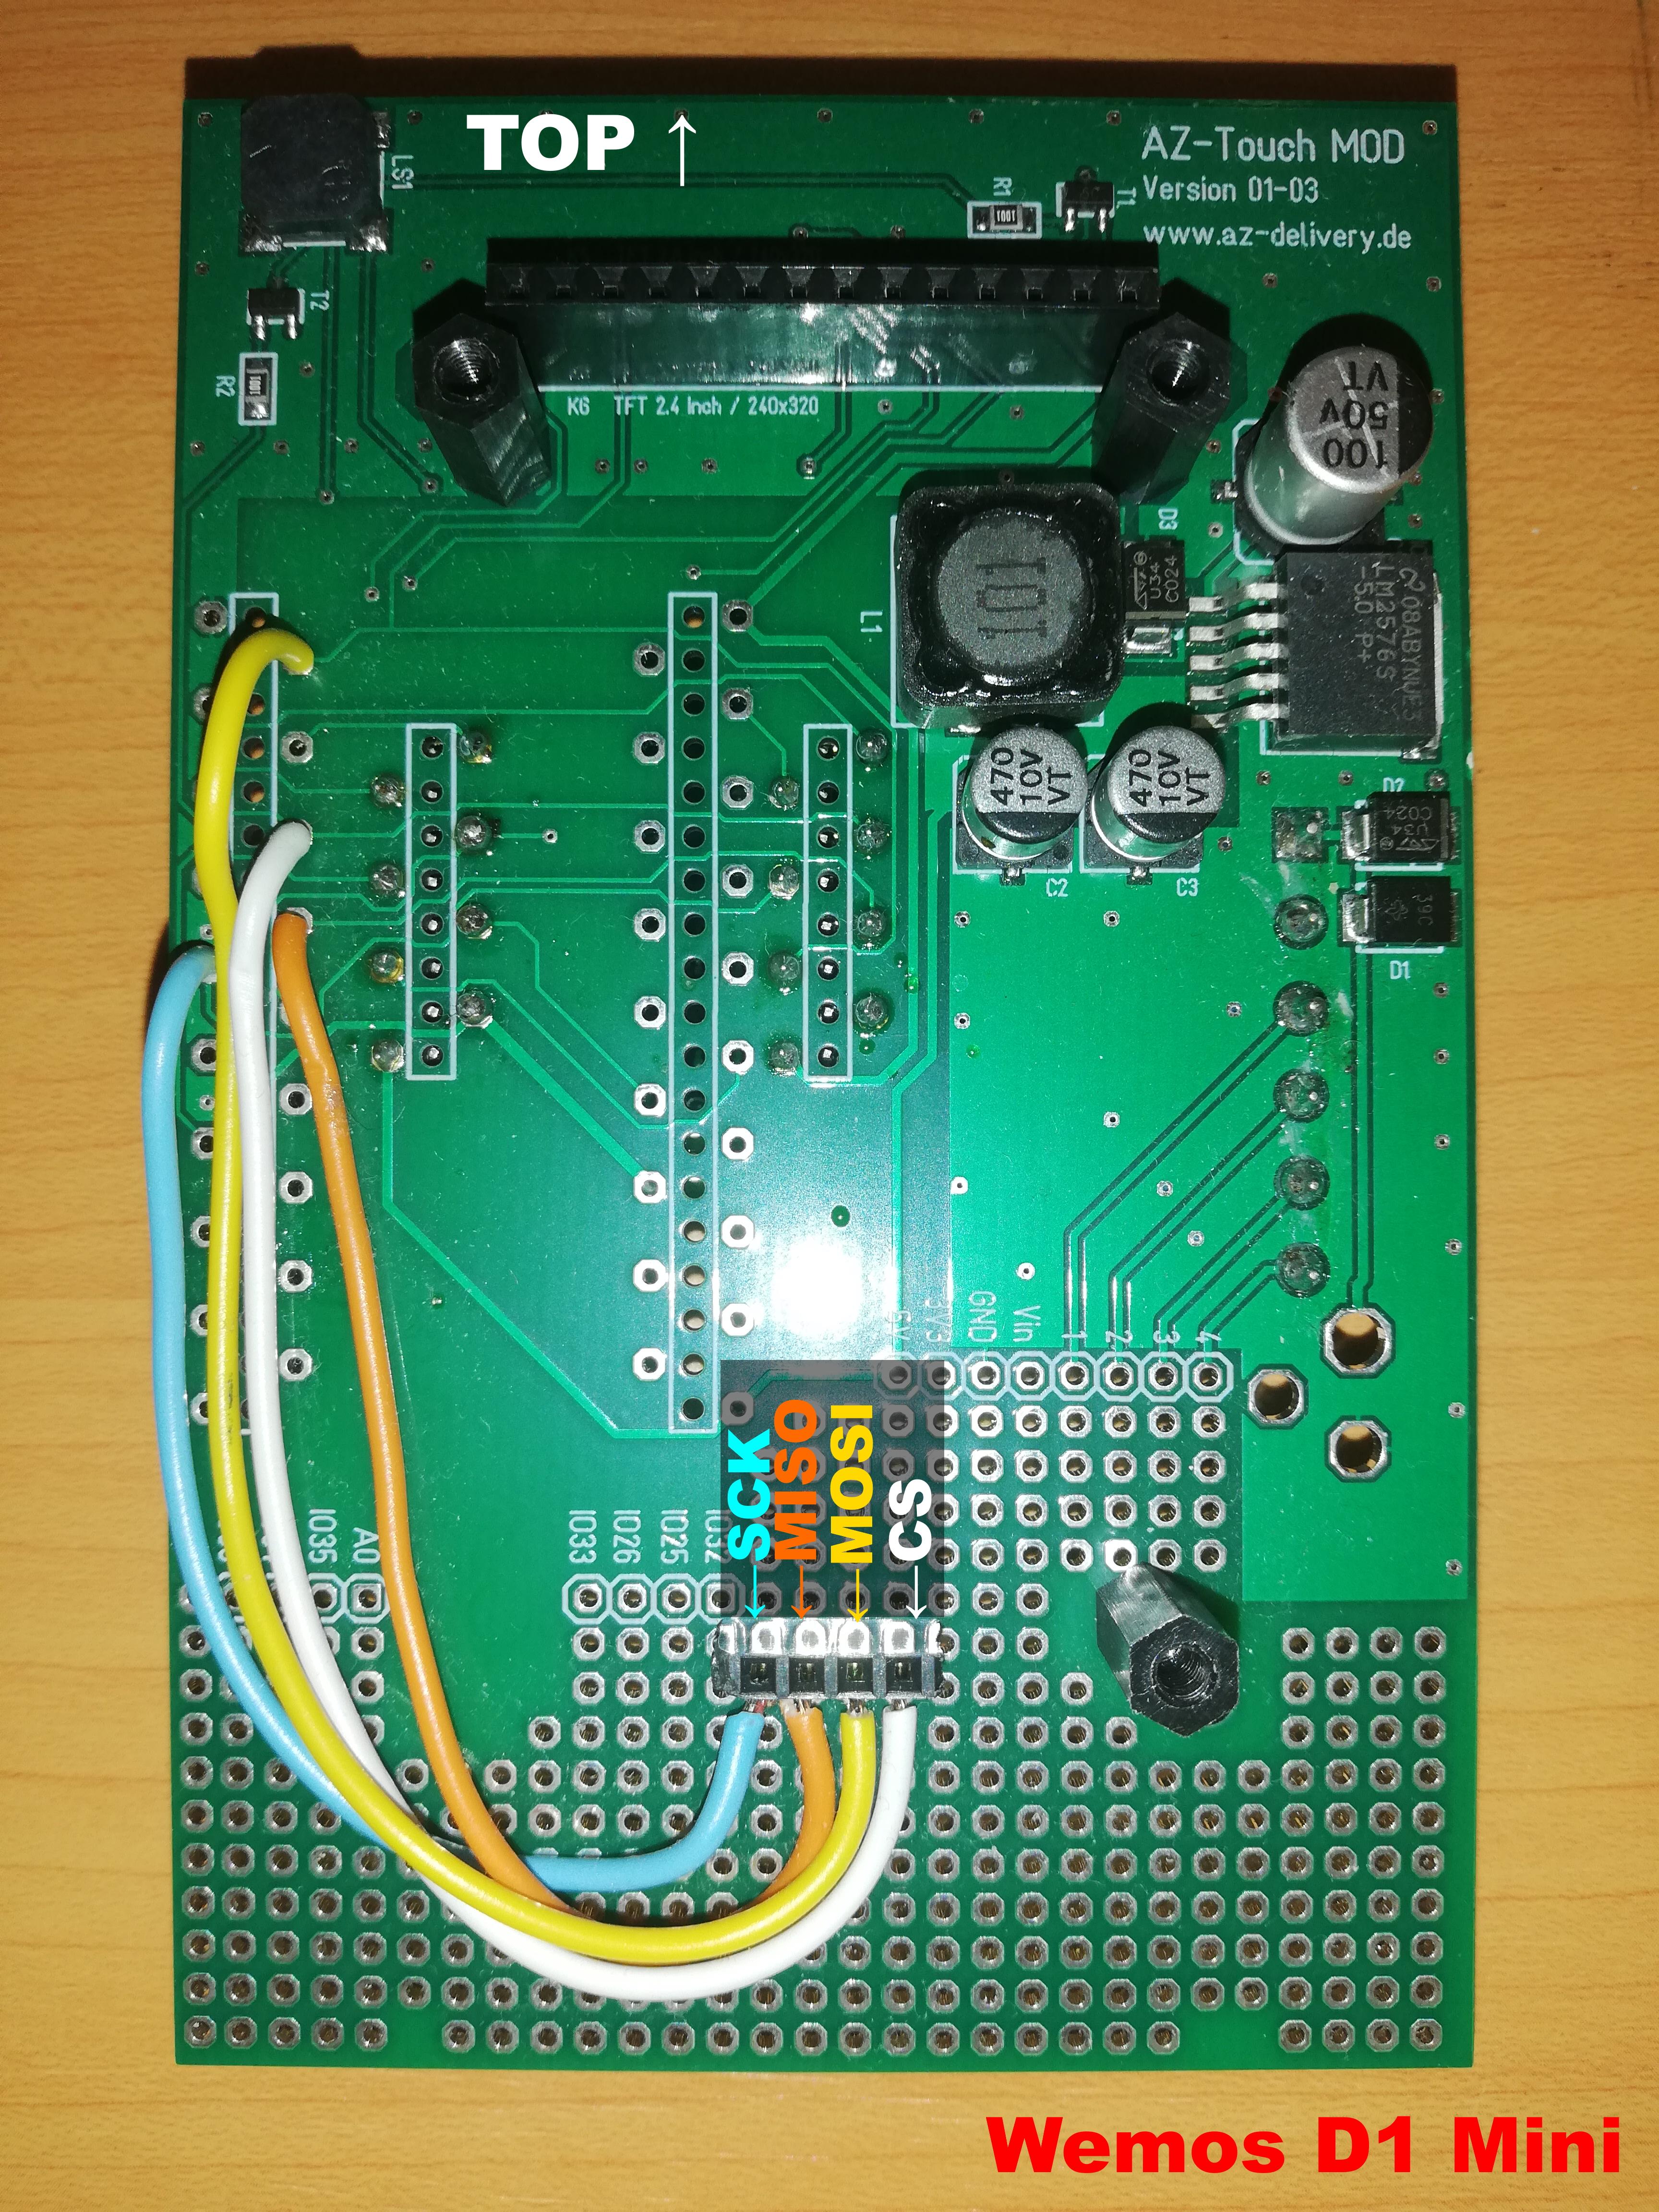 TOP ↑
AZ-Touch MOD
Version 01-03
www.az-delivery.de
LS1
R1
1001
T1
T2
R2
1001
K6 TFT 2.4 Inch / 240x320
100
50v
VT
D3
U34
C024
L1
101
08ABYNUE3
LM2576S
-5.0 P+
470
10V
VT
470
10V
VT
C2
C3
D2
C024
U34
39C
D1
5V
3V3
GND
Vin
1
2
3
4
SCK
MISO
MOSI
CS
IO35
A0
IO33
IO26
IO25
IO32
Wemos D1 Mini